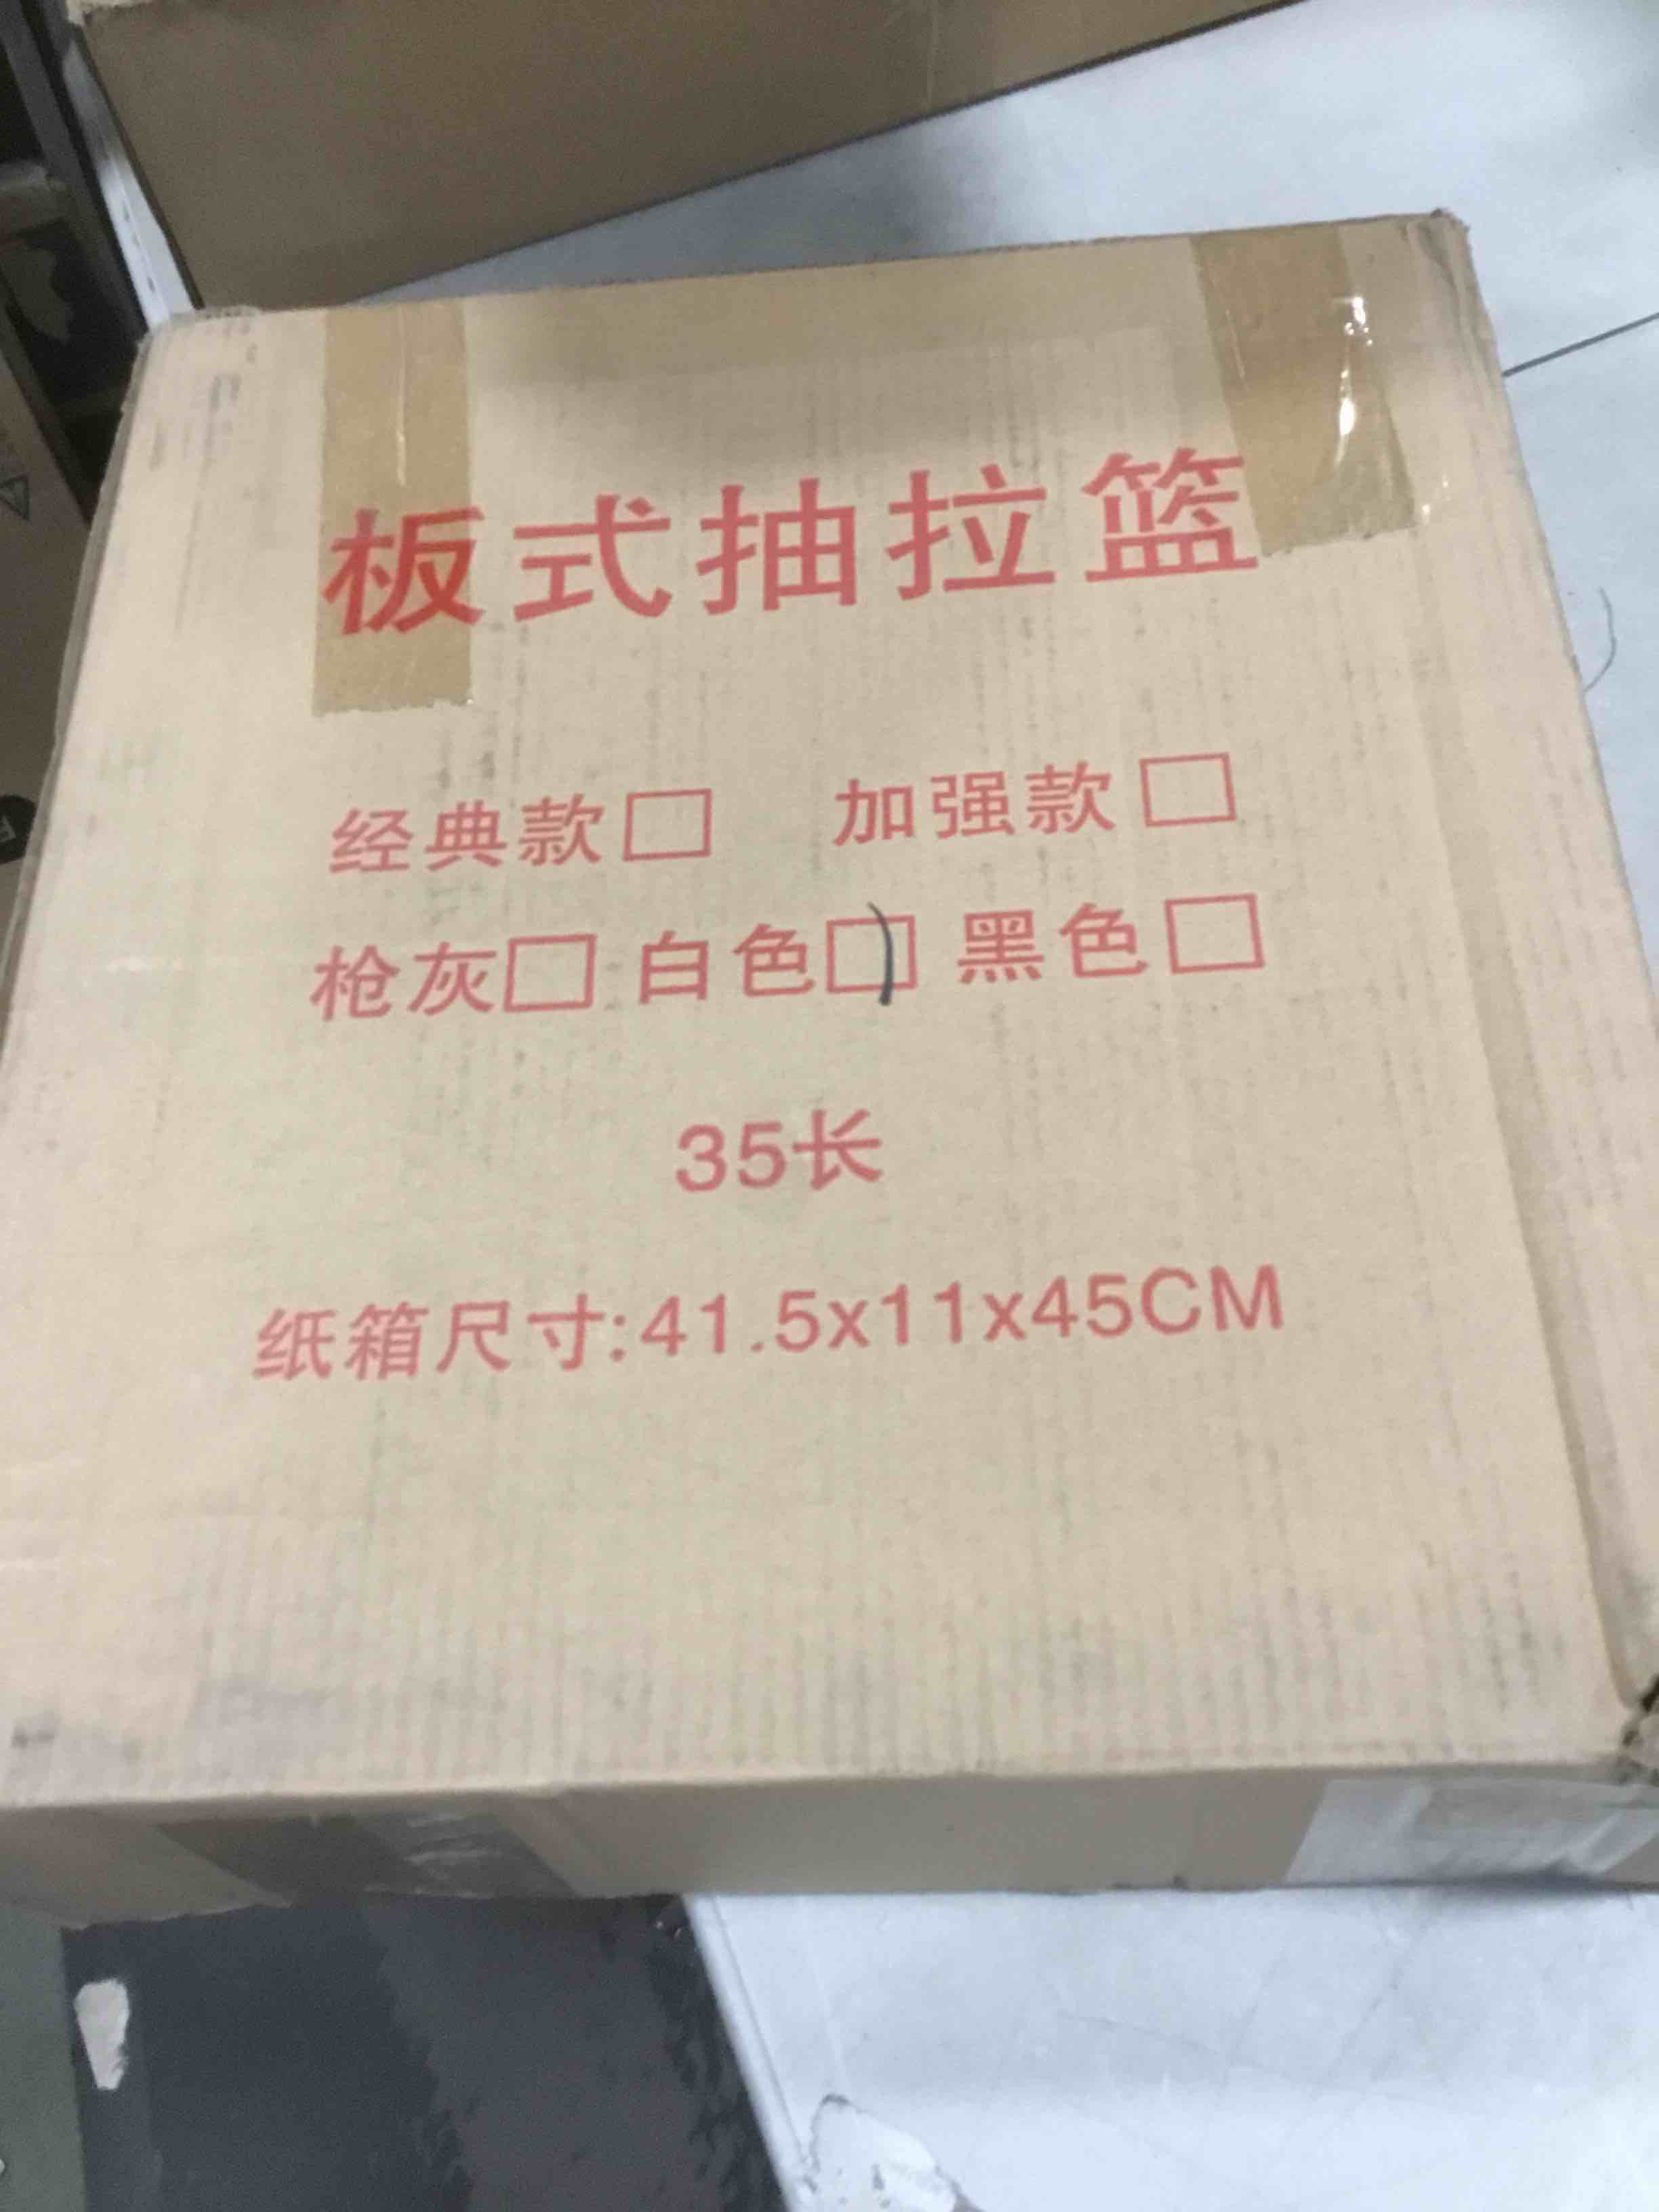 板式抽拉篮
经典款□ 加强款□
枪灰□ 白色□ 黑色□
35长
纸箱尺寸:41.5x11x45CM